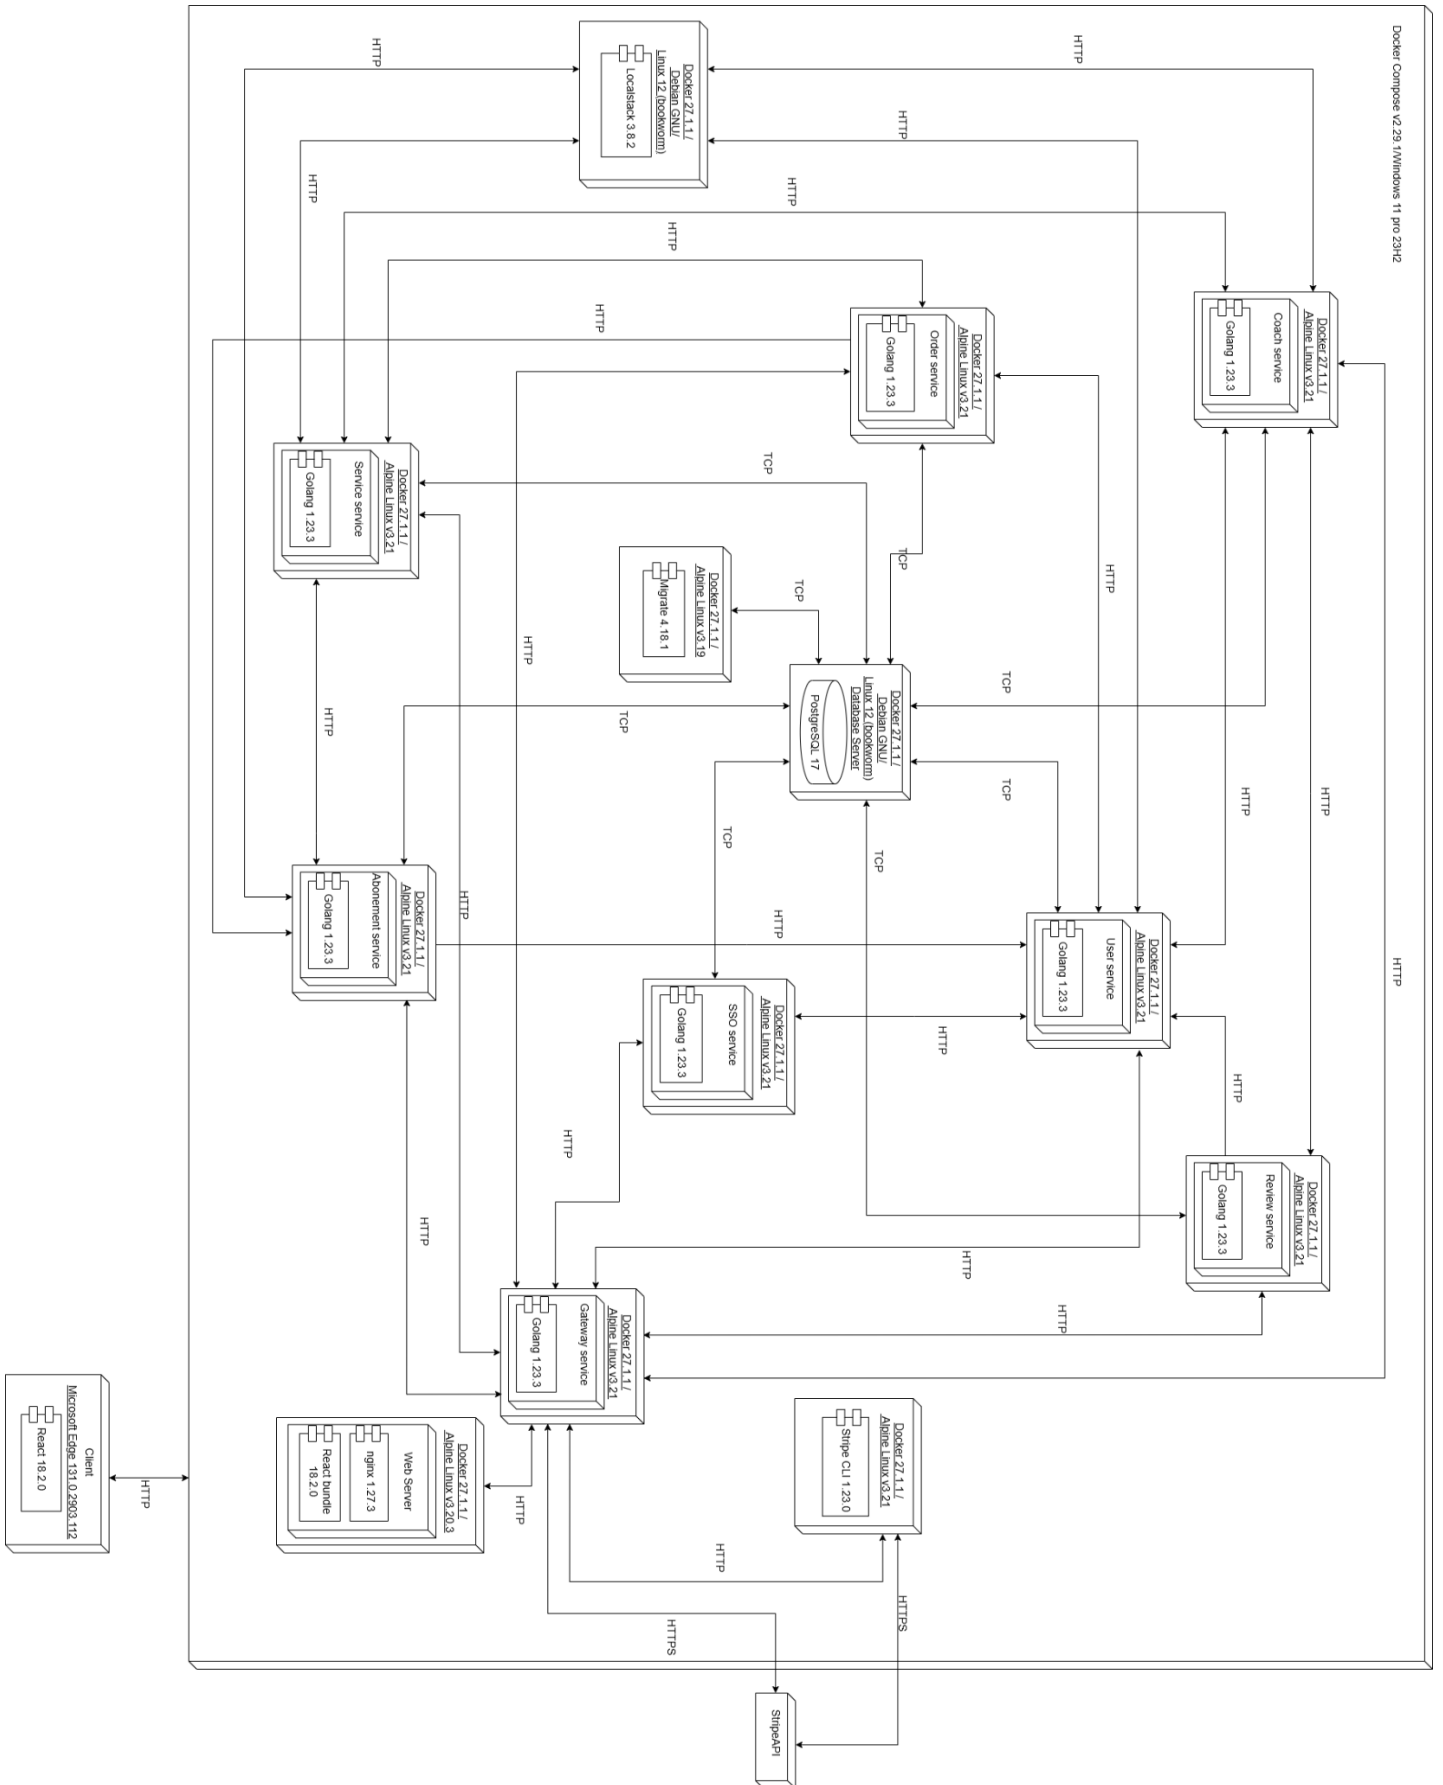 Docker Compose v2.29.1/Windows 11 pro 23H2
HTTP
HTTP
Docker 27.1.1 /
Alpine Linux v3.21
Coach service
Golang 1.23.3
Docker 27.1.1 /
Alpine Linux v3.21
Review service
Golang 1.23.3
HTTP
HTTP
Docker 27.1.1 /
Alpine Linux v3.21
User service
Golang 1.23.3
HTTP
HTTP
HTTP
TCP
TCP
Docker 27.1.1 /
Alpine Linux v3.21
Order service
Golang 1.23.3
HTTP
HTTP
HTTP
TCP
HTTPS
Docker 27.1.1 /
Alpine Linux v3.21
Stripe CLI 1.23.0
Docker 27.1.1 /
Debian GNU/
Linux 12 (bookworm)
Database Server
PostgreSQL 17
TCP
TCP
HTTP
TCP
HTTP
StripeAPI
Docker 27.1.1 /
Alpine Linux v3.21
SSO service
Golang 1.23.3
TCP
HTTP
Docker 27.1.1 /
Alpine Linux v3.19
Migrate 4.18.1
Docker 27.1.1 /
Debian GNU/
Linux 12 (bookworm)
Localstack 3.8.2
HTTP
HTTPS
TCP
Docker 27.1.1 /
Alpine Linux v3.21
Gateway service
Golang 1.23.3
HTTP
HTTP
HTTP
HTTP
HTTP
Docker 27.1.1 /
Alpine Linux v3.20.3
Web Server
nginx 1.27.3
React bundle
18.2.0
HTTP
Docker 27.1.1 /
Alpine Linux v3.21
Abonement service
Golang 1.23.3
Docker 27.1.1 /
Alpine Linux v3.21
Service service
Golang 1.23.3
HTTP
HTTP
HTTP
HTTP
Client
Microsoft Edge 131.0.2903.112
React 18.2.0